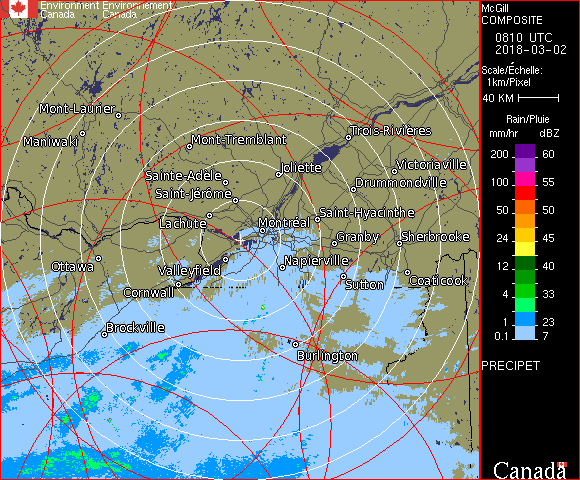 Environment Environnement
Canada Canada
Mont-Laurier
Maniwaki
Mont-Tremblant
Trois-Rivières
Joliette
Victoriaville
Sainte-Adèle
Drummondville
Saint-Jérôme
Lachute
Saint-Hyacinthe
Montréal
Granby
Sherbrooke
Ottawa
Valleyfield
Napierville
Cornwall
Sutton
Coaticook
Brockville
Burlington
McGill
COMPOSITE
0810 UTC
2018-03-02
Scale/Échelle:
1km/Pixel
40 KM
Rain/Pluie
mm/hr dBZ
200 60
100 55
50 50
24 45
12 40
4 33
1 23
0.1 7
PRECIPET
Canada